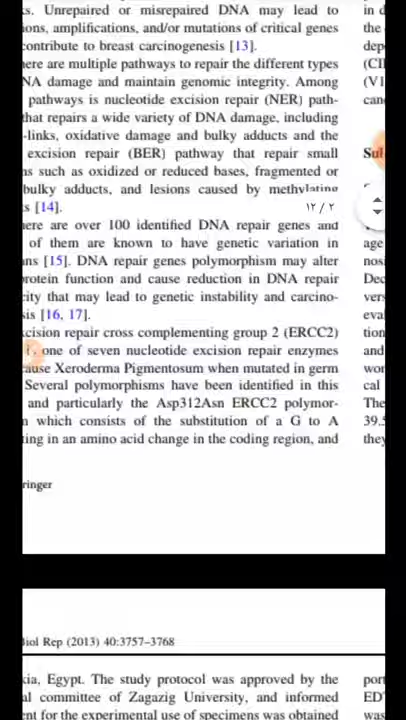 s. Unrepaired or misrepaired DNA may lead to
ons, amplifications, and/or mutations of critical genes
contribute to breast carcinogenesis [13].
ere are multiple pathways to repair the different types
NA damage and maintain genomic integrity. Among
pathways is nucleotide excision repair (NER) path-
that repairs a wide variety of DNA damage, including
-links, oxidative damage and bulky adducts and the
excision repair (BER) pathway that repair small
ns such as oxidized or reduced bases, fragmented or
bulky adducts, and lesions caused by methylating
s [14].
ere are over 100 identified DNA repair genes and
of them are known to have genetic variation in
ns [15]. DNA repair genes polymorphism may alter
rotein function and cause reduction in DNA repair
city that may lead to genetic instability and carcino-
sis [16, 17].
cision repair cross complementing group 2 (ERCC2)
one of seven nucleotide excision repair enzymes
ause Xeroderma Pigmentosum when mutated in germ
Several polymorphisms have been identified in this
and particularly the Asp312Asn ERCC2 polymor-
n which consists of the substitution of a G to A
ting in an amino acid change in the coding region, and
ringer
in d
the
dep
(CII
(V1
can
Sul
age
nos
Dec
vers
eva
tion
and
wor
cal
The
39.5
they
١٢ / ٢
Biol Rep (2013) 40:3757–3768
kia, Egypt. The study protocol was approved by the
al committee of Zagazig University, and informed
ent for the experimental use of specimens was obtained
port
ED
was